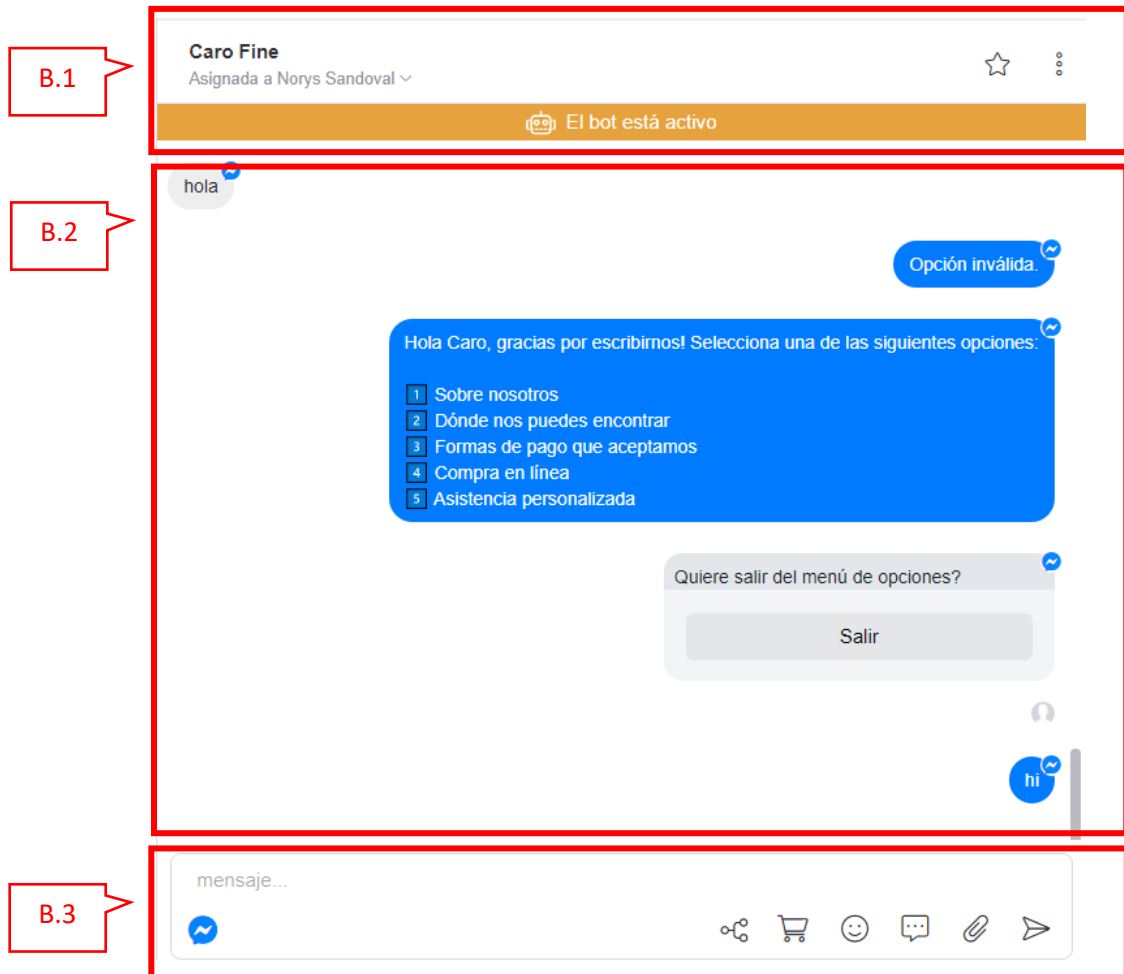 B.1
Caro Fine
Asignada a Norys Sandoval
El bot está activo
B.2
hola
Opción inválida.
Hola Caro, gracias por escribirnos! Selecciona una de las siguientes opciones:
1 Sobre nosotros
2 Dónde nos puedes encontrar
3 Formas de pago que aceptamos
4 Compra en línea
5 Asistencia personalizada
Quiere salir del menú de opciones?
Salir
hi
B.3
mensaje...